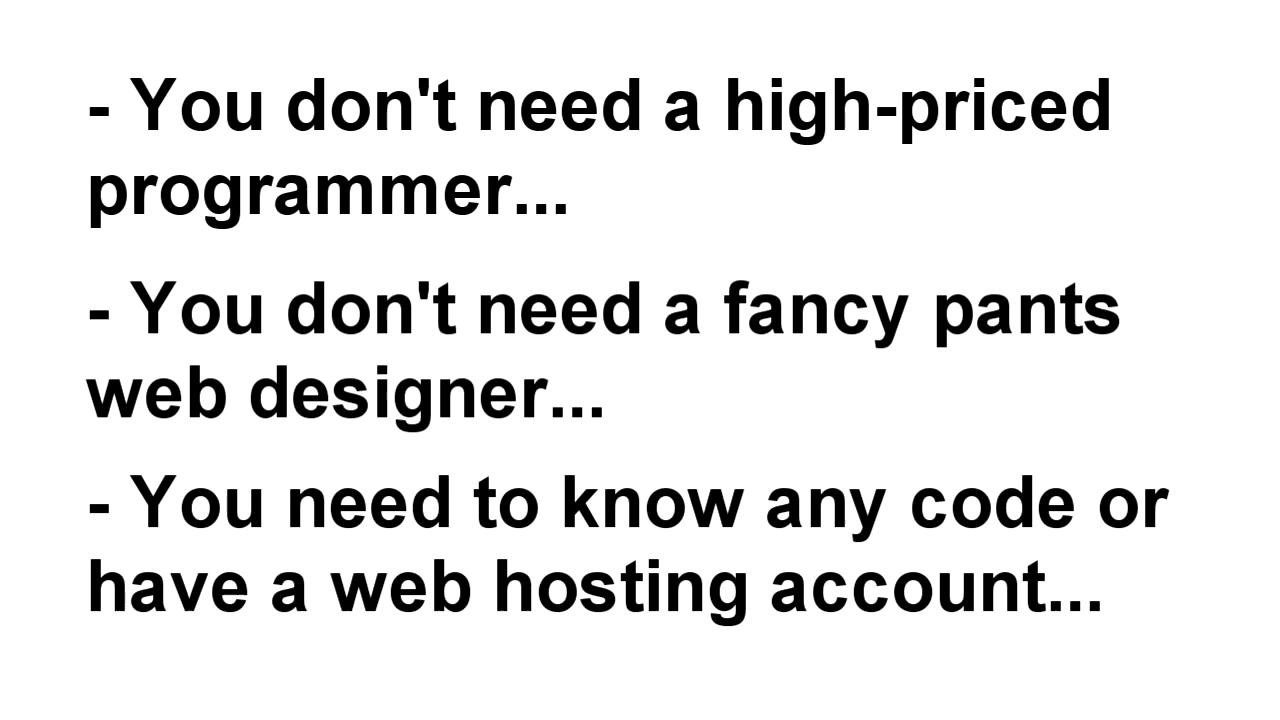 - You don't need a high-priced
programmer...
- You don't need a fancy pants
web designer...
- You need to know any code or
have a web hosting account...